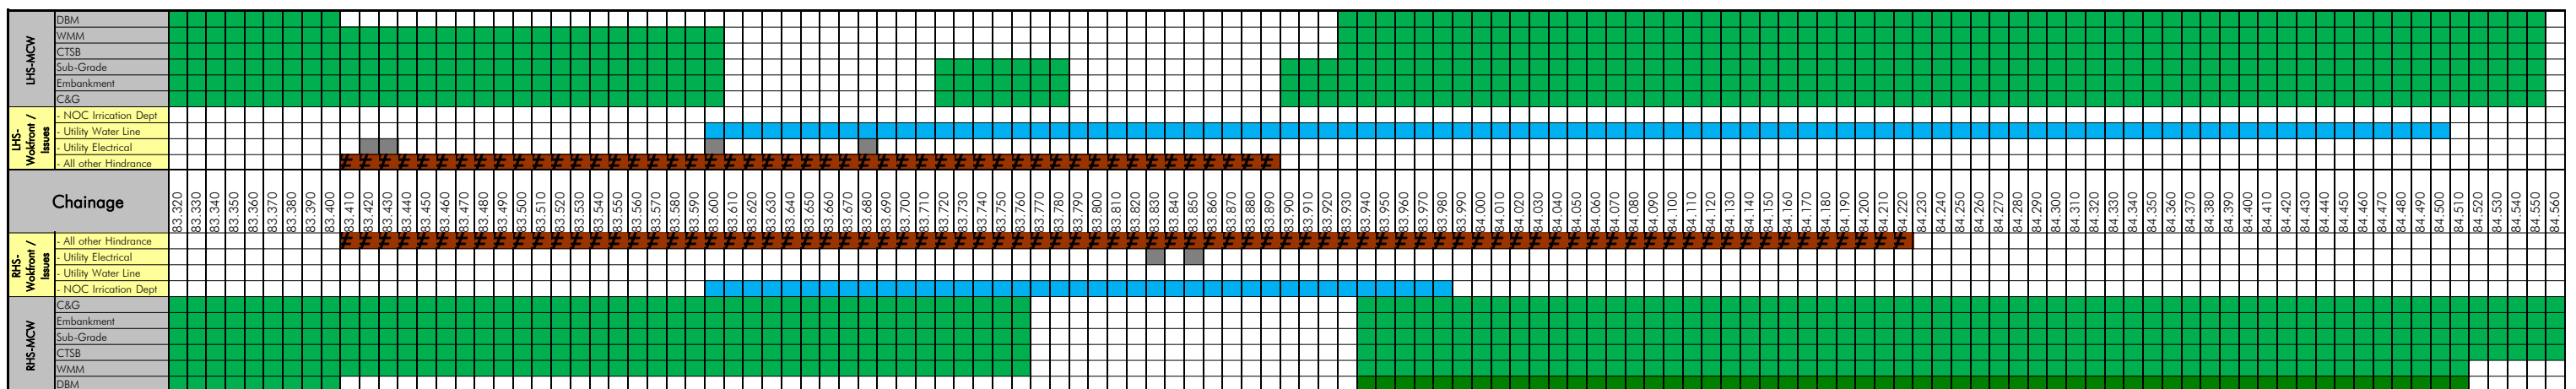 LHS-MCW
DBM
WMM
CTSB
Sub-Grade
Embankment
C&G
LHS-
Wokfront /
Issues
- NOC Irrication Dept
- Utility Water Line
- Utility Electrical
- All other Hindrance # # # # # # # # # # # # # # # # # # # # # # # # # # # # # # # # # # # # # # # # # # # # # # # # #
Chainage 83.320 83.330 83.340 83.350 83.360 83.370 83.380 83.390 83.400 83.410 83.420 83.430 83.440 83.450 83.460 83.470 83.480 83.490 83.500 83.510 83.520 83.530 83.540 83.550 83.560 83.570 83.580 83.590 83.600 83.610 83.620 83.630 83.640 83.650 83.660 83.670 83.680 83.690 83.700 83.710 83.720 83.730 83.740 83.750 83.760 83.770 83.780 83.790 83.800 83.810 83.820 83.830 83.840 83.850 83.860 83.870 83.880 83.890 83.900 83.910 83.920 83.930 83.940 83.950 83.960 83.970 83.980 83.990 84.000 84.010 84.020 84.030 84.040 84.050 84.060 84.070 84.080 84.090 84.100 84.110 84.120 84.130 84.140 84.150 84.160 84.170 84.180 84.190 84.200 84.210 84.220 84.230 84.240 84.250 84.260 84.270 84.280 84.290 84.300 84.310 84.320 84.330 84.340 84.350 84.360 84.370 84.380 84.390 84.400 84.410 84.420 84.430 84.440 84.450 84.460 84.470 84.480 84.490 84.500 84.510 84.520 84.530 84.540 84.550 84.560
RHS-
Wokfront /
Issues
- All other Hindrance # # # # # # # # # # # # # # # # # # # # # # # # # # # # # # # # # # # # # # # # # # # # # # # # # # # # # # # # # # # # # # # # # # # # # # # # # # # # # # # # # #
- Utility Electrical
- Utility Water Line
- NOC Irrication Dept
RHS-MCW
C&G
Embankment
Sub-Grade
CTSB
WMM
DBM